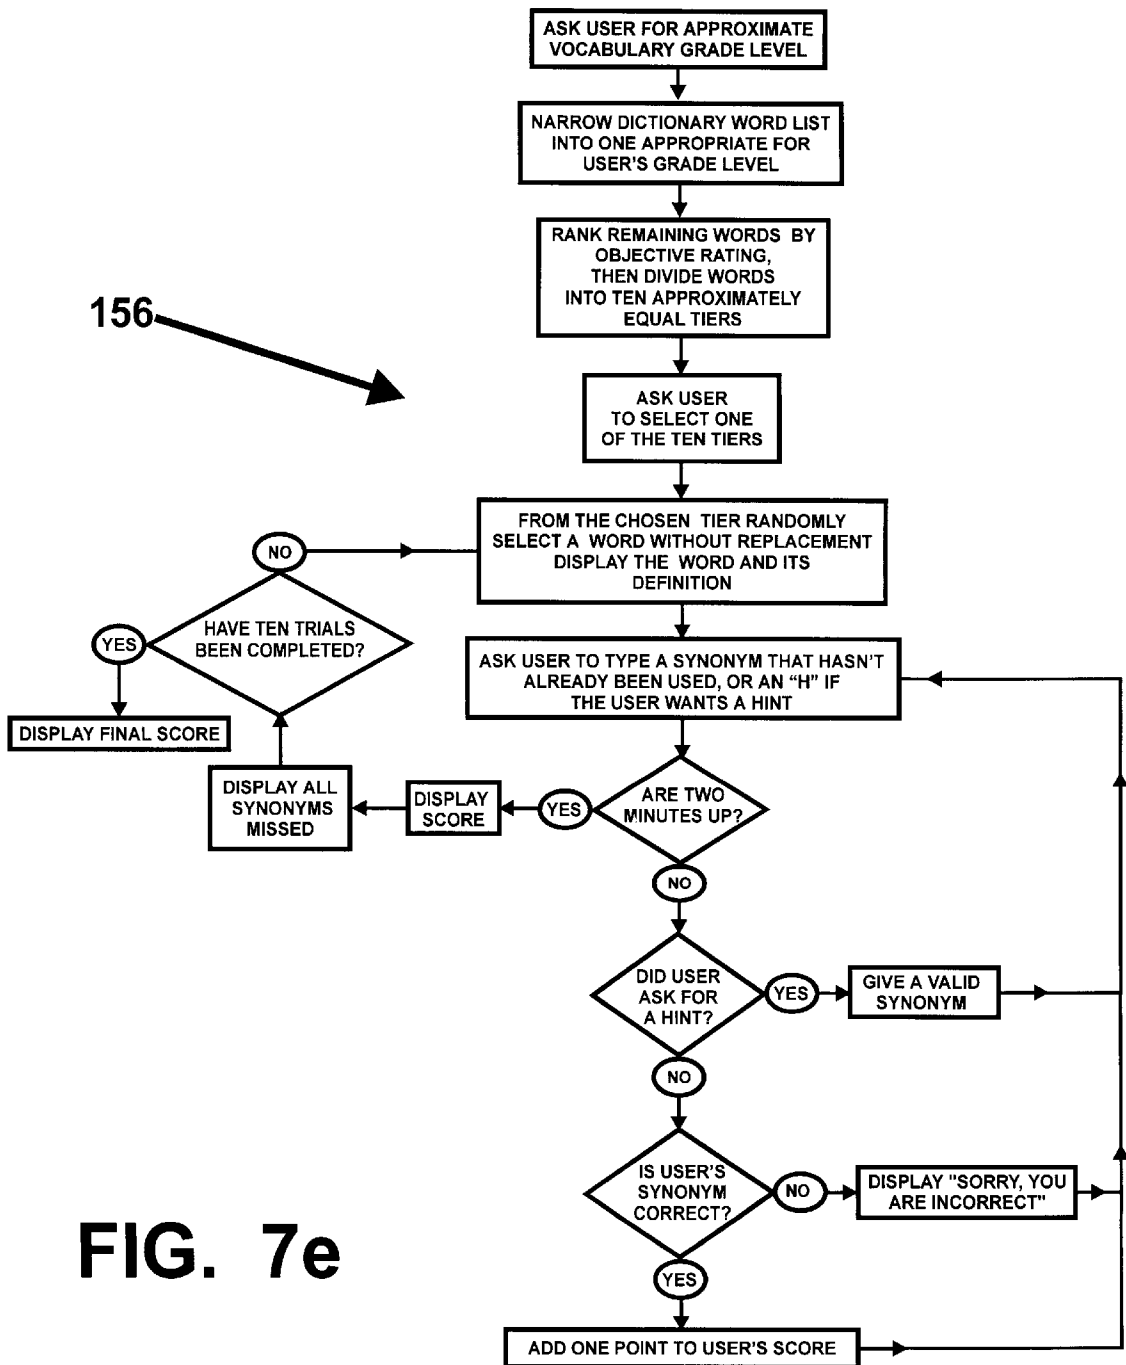 ASK USER FOR APPROXIMATE
VOCABULARY GRADE LEVEL
NARROW DICTIONARY WORD LIST
INTO ONE APPROPRIATE FOR
USER'S GRADE LEVEL
RANK REMAINING WORDS BY
OBJECTIVE RATING,
THEN DIVIDE WORDS
INTO TEN APPROXIMATELY
EQUAL TIERS
156
ASK USER
TO SELECT ONE
OF THE TEN TIERS
FROM THE CHOSEN TIER RANDOMLY
SELECT A WORD WITHOUT REPLACEMENT
DISPLAY THE WORD AND ITS
DEFINITION
NO
HAVE TEN TRIALS
BEEN COMPLETED?
YES
DISPLAY FINAL SCORE
ASK USER TO TYPE A SYNONYM THAT HASN'T
ALREADY BEEN USED, OR AN “H” IF
THE USER WANTS A HINT
ARE TWO
MINUTES UP?
YES
DISPLAY
SCORE
DISPLAY ALL
SYNONYMS
MISSED
NO
DID USER
ASK FOR
A HINT?
YES
GIVE A VALID
SYNONYM
NO
IS USER'S
SYNONYM
CORRECT?
NO
DISPLAY "SORRY, YOU
ARE INCORRECT"
YES
ADD ONE POINT TO USER'S SCORE
FIG. 7e